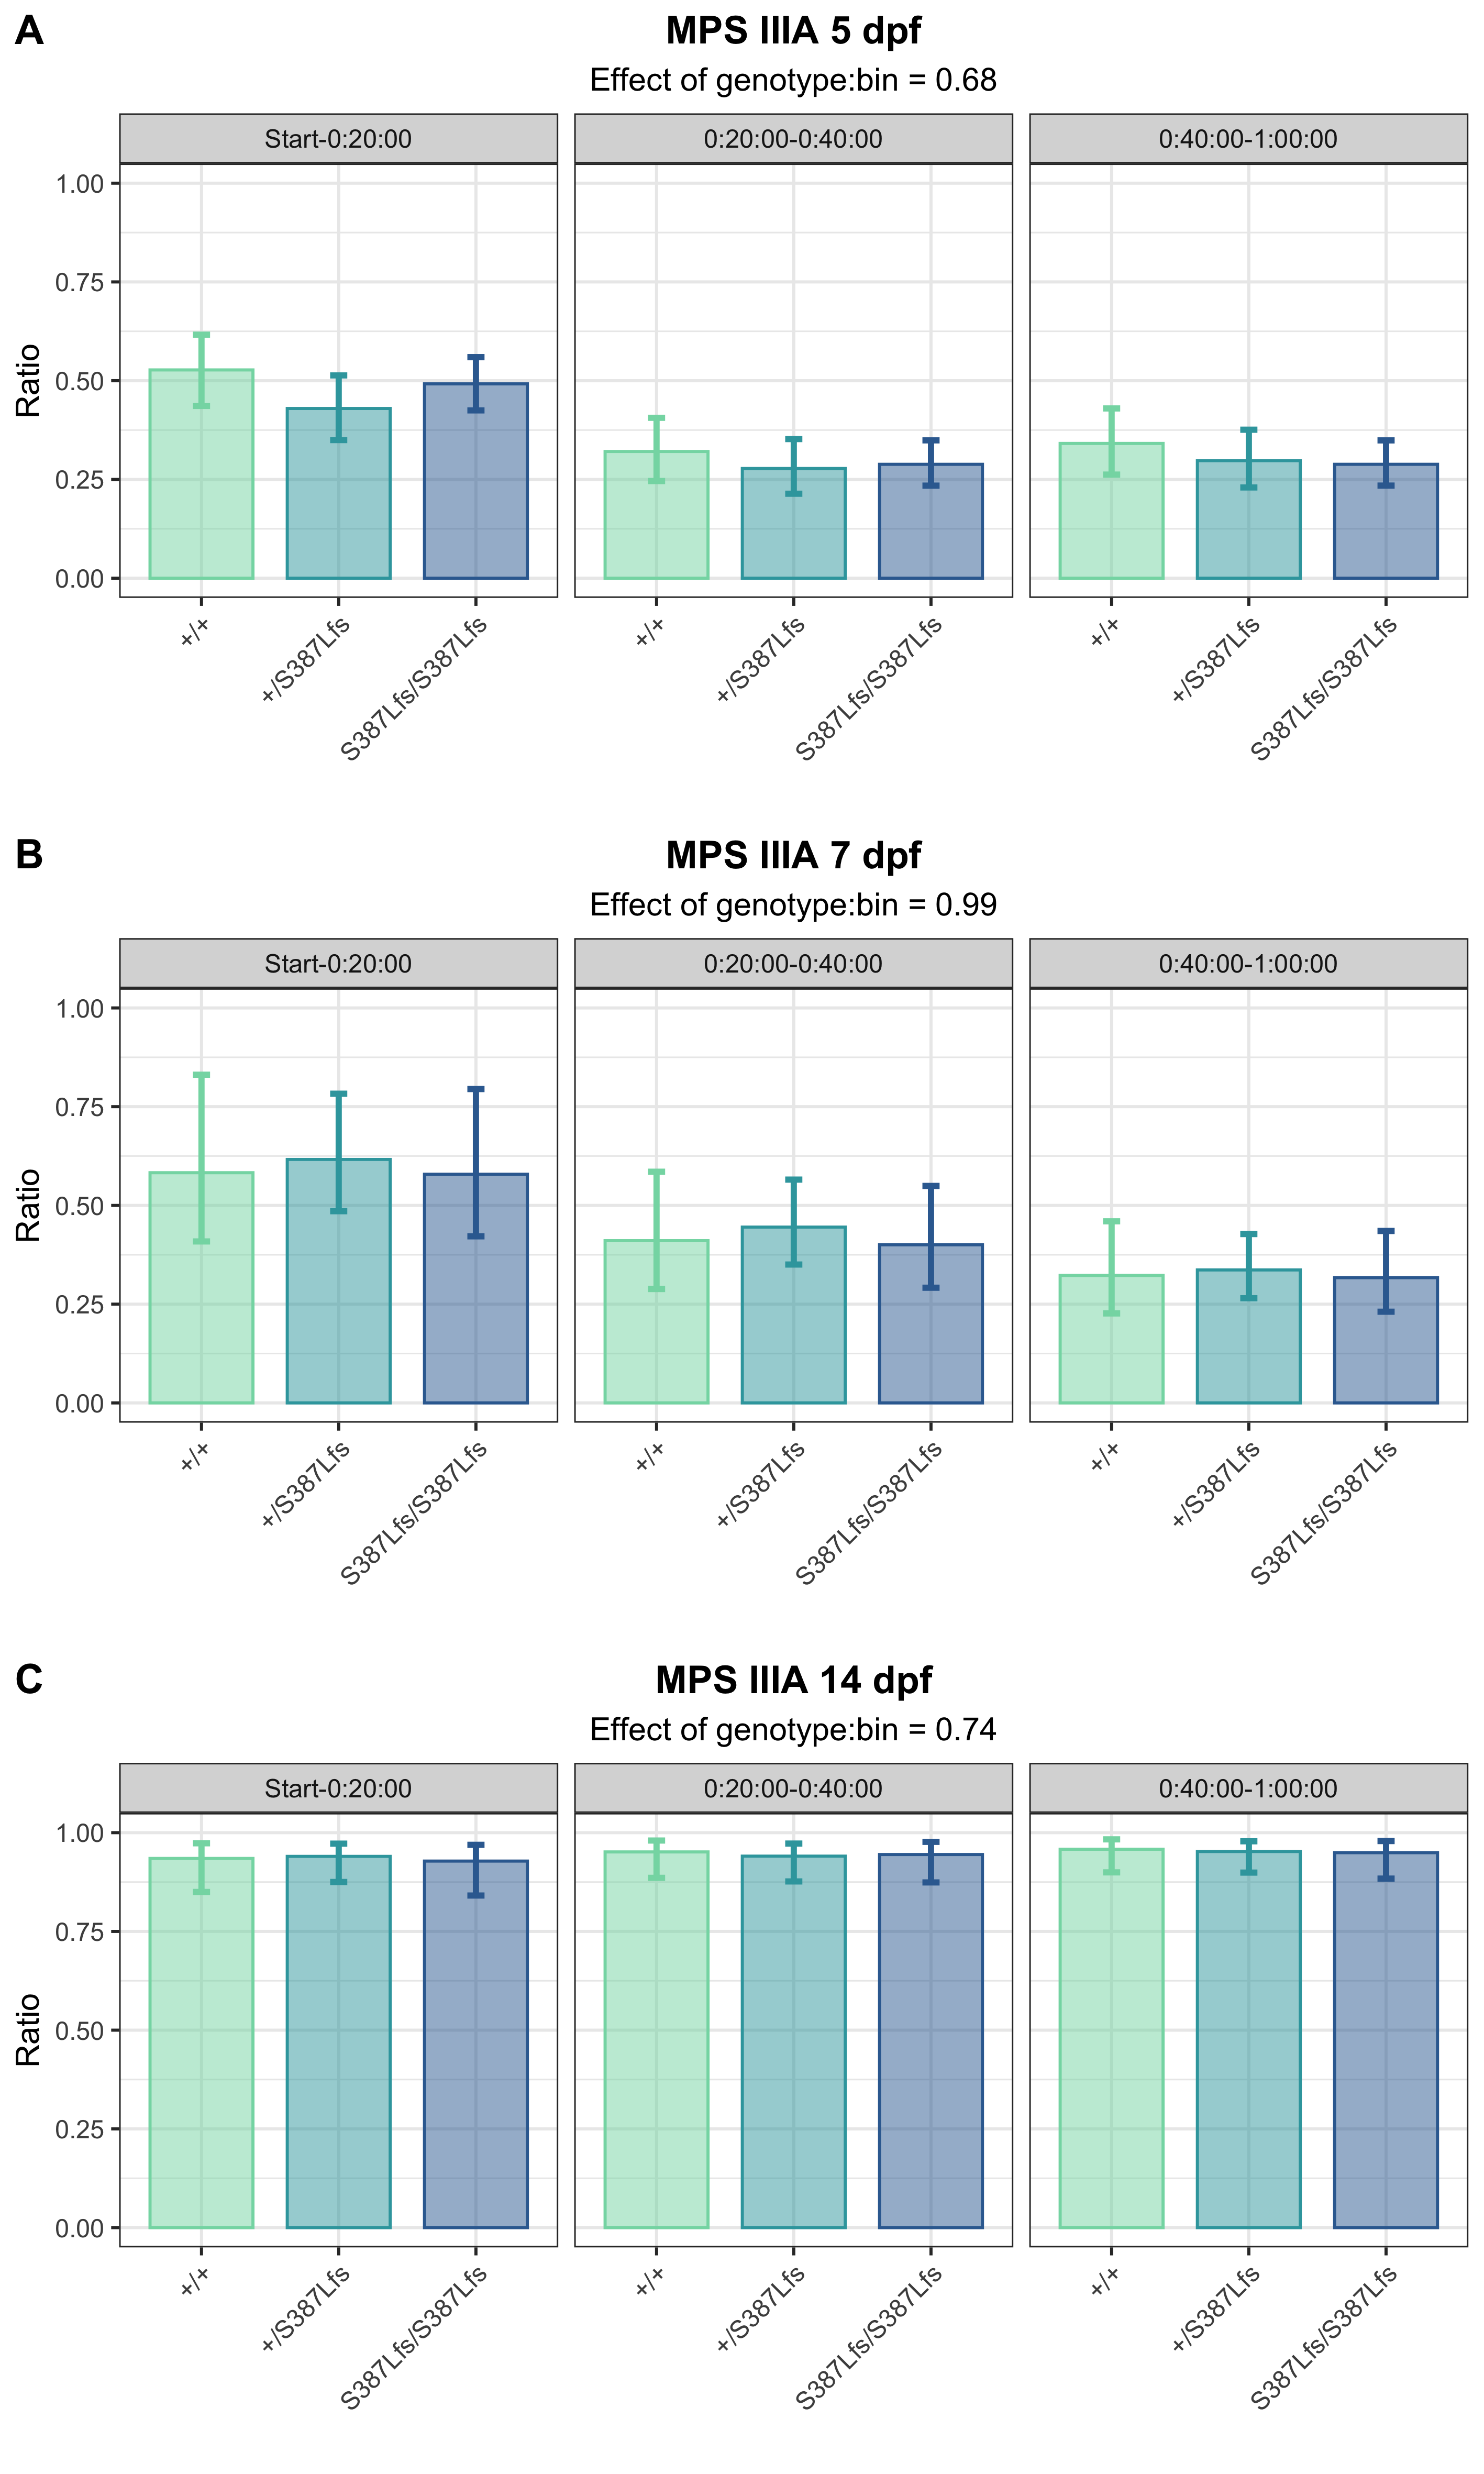 A
MPS IIIA 5 dpf
Effect of genotype:bin = 0.68
Start-0:20:00 0:20:00-0:40:00 0:40:00-1:00:00
Ratio
1.00
0.75
0.50
0.25
0.00
+/+ +/S387Lfs S387Lfs/S387Lfs +/+ +/S387Lfs S387Lfs/S387Lfs +/+ +/S387Lfs S387Lfs/S387Lfs
B
MPS IIIA 7 dpf
Effect of genotype:bin = 0.99
Start-0:20:00 0:20:00-0:40:00 0:40:00-1:00:00
Ratio
1.00
0.75
0.50
0.25
0.00
+/+ +/S387Lfs S387Lfs/S387Lfs +/+ +/S387Lfs S387Lfs/S387Lfs +/+ +/S387Lfs S387Lfs/S387Lfs
C
MPS IIIA 14 dpf
Effect of genotype:bin = 0.74
Start-0:20:00 0:20:00-0:40:00 0:40:00-1:00:00
Ratio
1.00
0.75
0.50
0.25
0.00
+/+ +/S387Lfs S387Lfs/S387Lfs +/+ +/S387Lfs S387Lfs/S387Lfs +/+ +/S387Lfs S387Lfs/S387Lfs